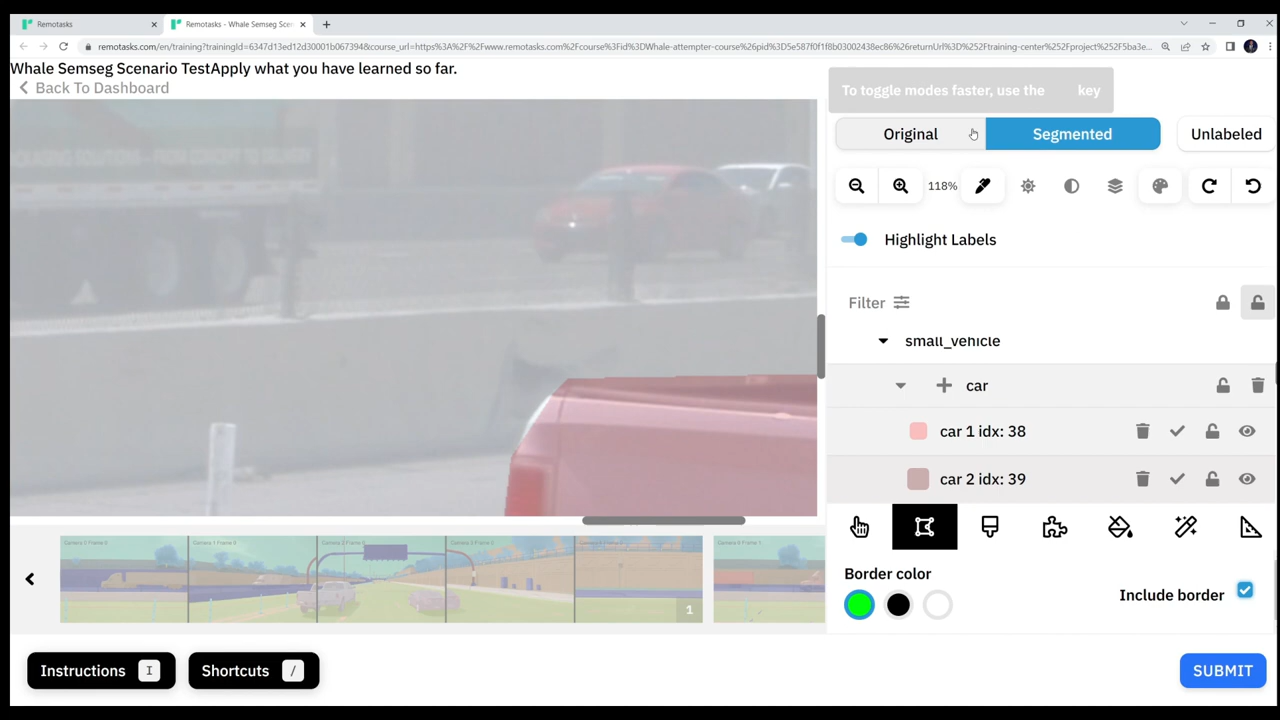 Remotasks
Remotasks - Whale Semseg Scen
remotasks.com/en/training?trainingId=6347d13ed12d30001b067394&course_url=https%3A%2F%2Fwww.remotasks.com%2Fcourse%2Fid%3DWhale-attempter-course%26pid%3D5e587f0f1f8b03002438ec86%26returnUrl%3D%252Ftraining-center%252Fproject%252F5ba3e...
Whale Semseg Scenario TestApply what you have learned so far.
Back To Dashboard
To toggle modes faster, use the key
Original
Segmented
Unlabeled
118%
Highlight Labels
Filter
small_vehicle
car
car 1 idx: 38
car 2 idx: 39
Border color
Include border
1
Instructions I
Shortcuts /
SUBMIT